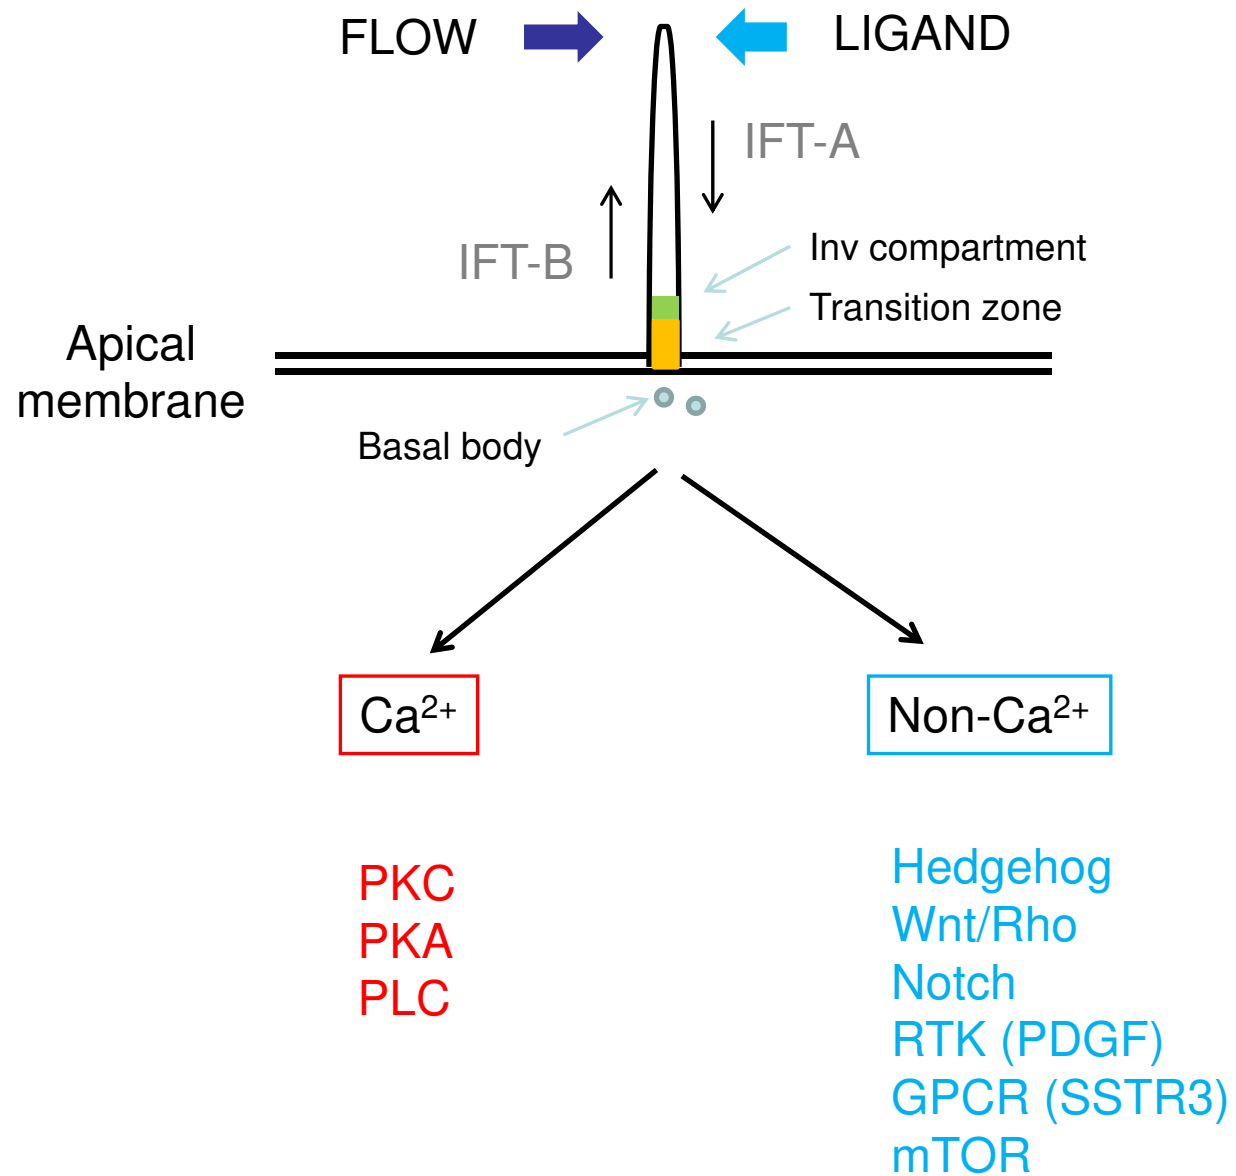 FLOW
LIGAND
IFT-A
IFT-B
Inv compartment
Transition zone
Apical
membrane
Basal body
Ca²⁺
Non-Ca²⁺
PKC
PKA
PLC
Hedgehog
Wnt/Rho
Notch
RTK (PDGF)
GPCR (SSTR3)
mTOR